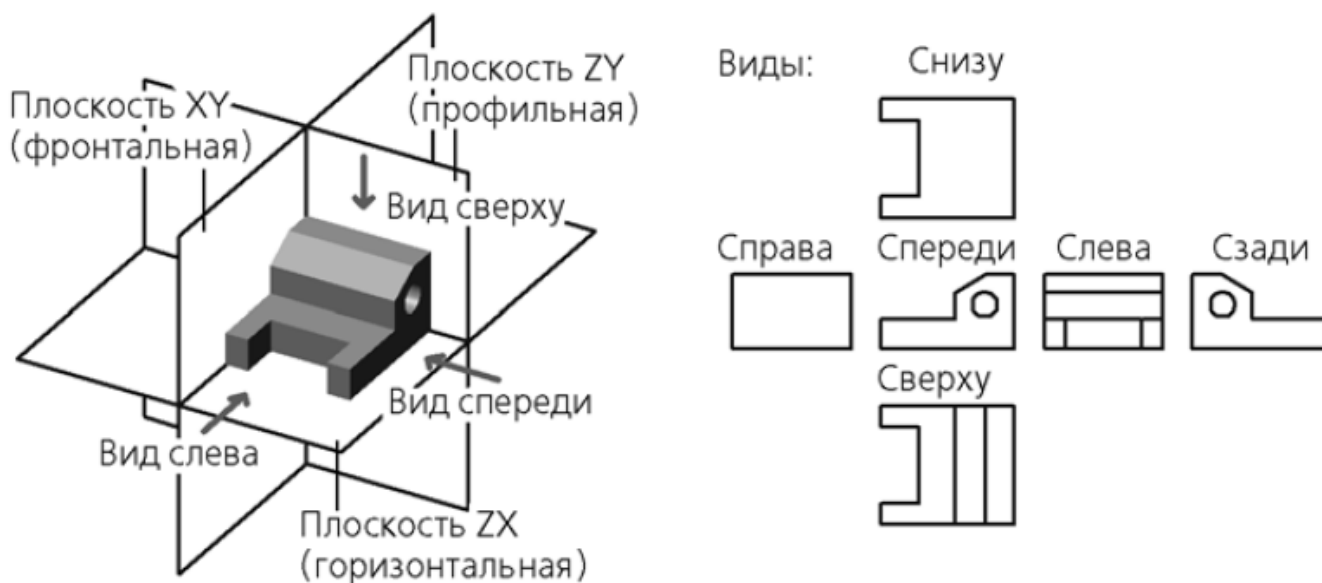 Плоскость XY
(фронтальная)
Плоскость ZY
(профильная)
Вид сверху
Вид спереди
Вид слева
Плоскость ZX
(горизонтальная)
Виды:
Снизу
Справа
Спереди
Слева
Сзади
Сверху